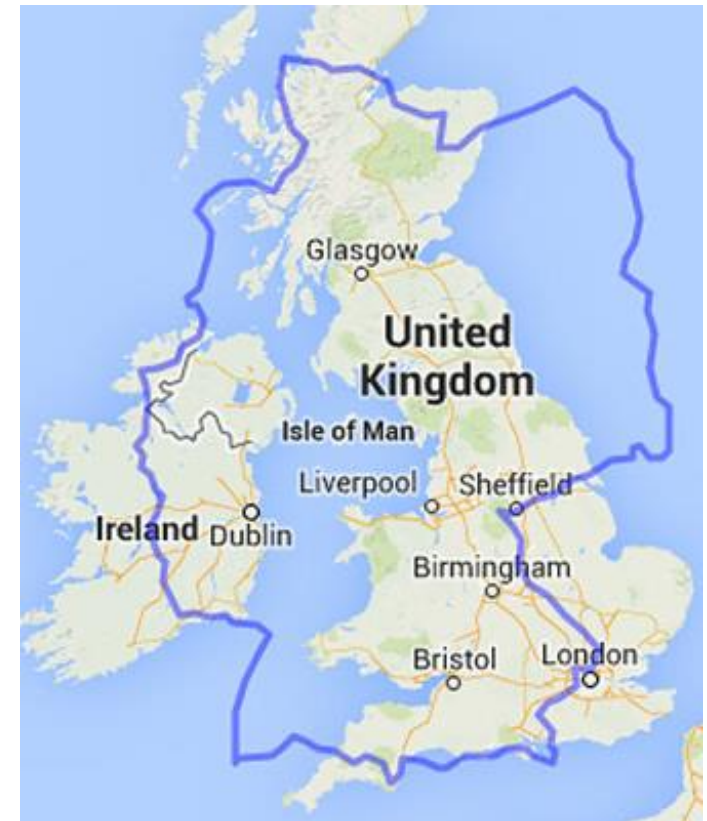 Glasgow
United
Kingdom
Isle of Man
Liverpool
Sheffield
Ireland
Dublin
Birmingham
Bristol
London